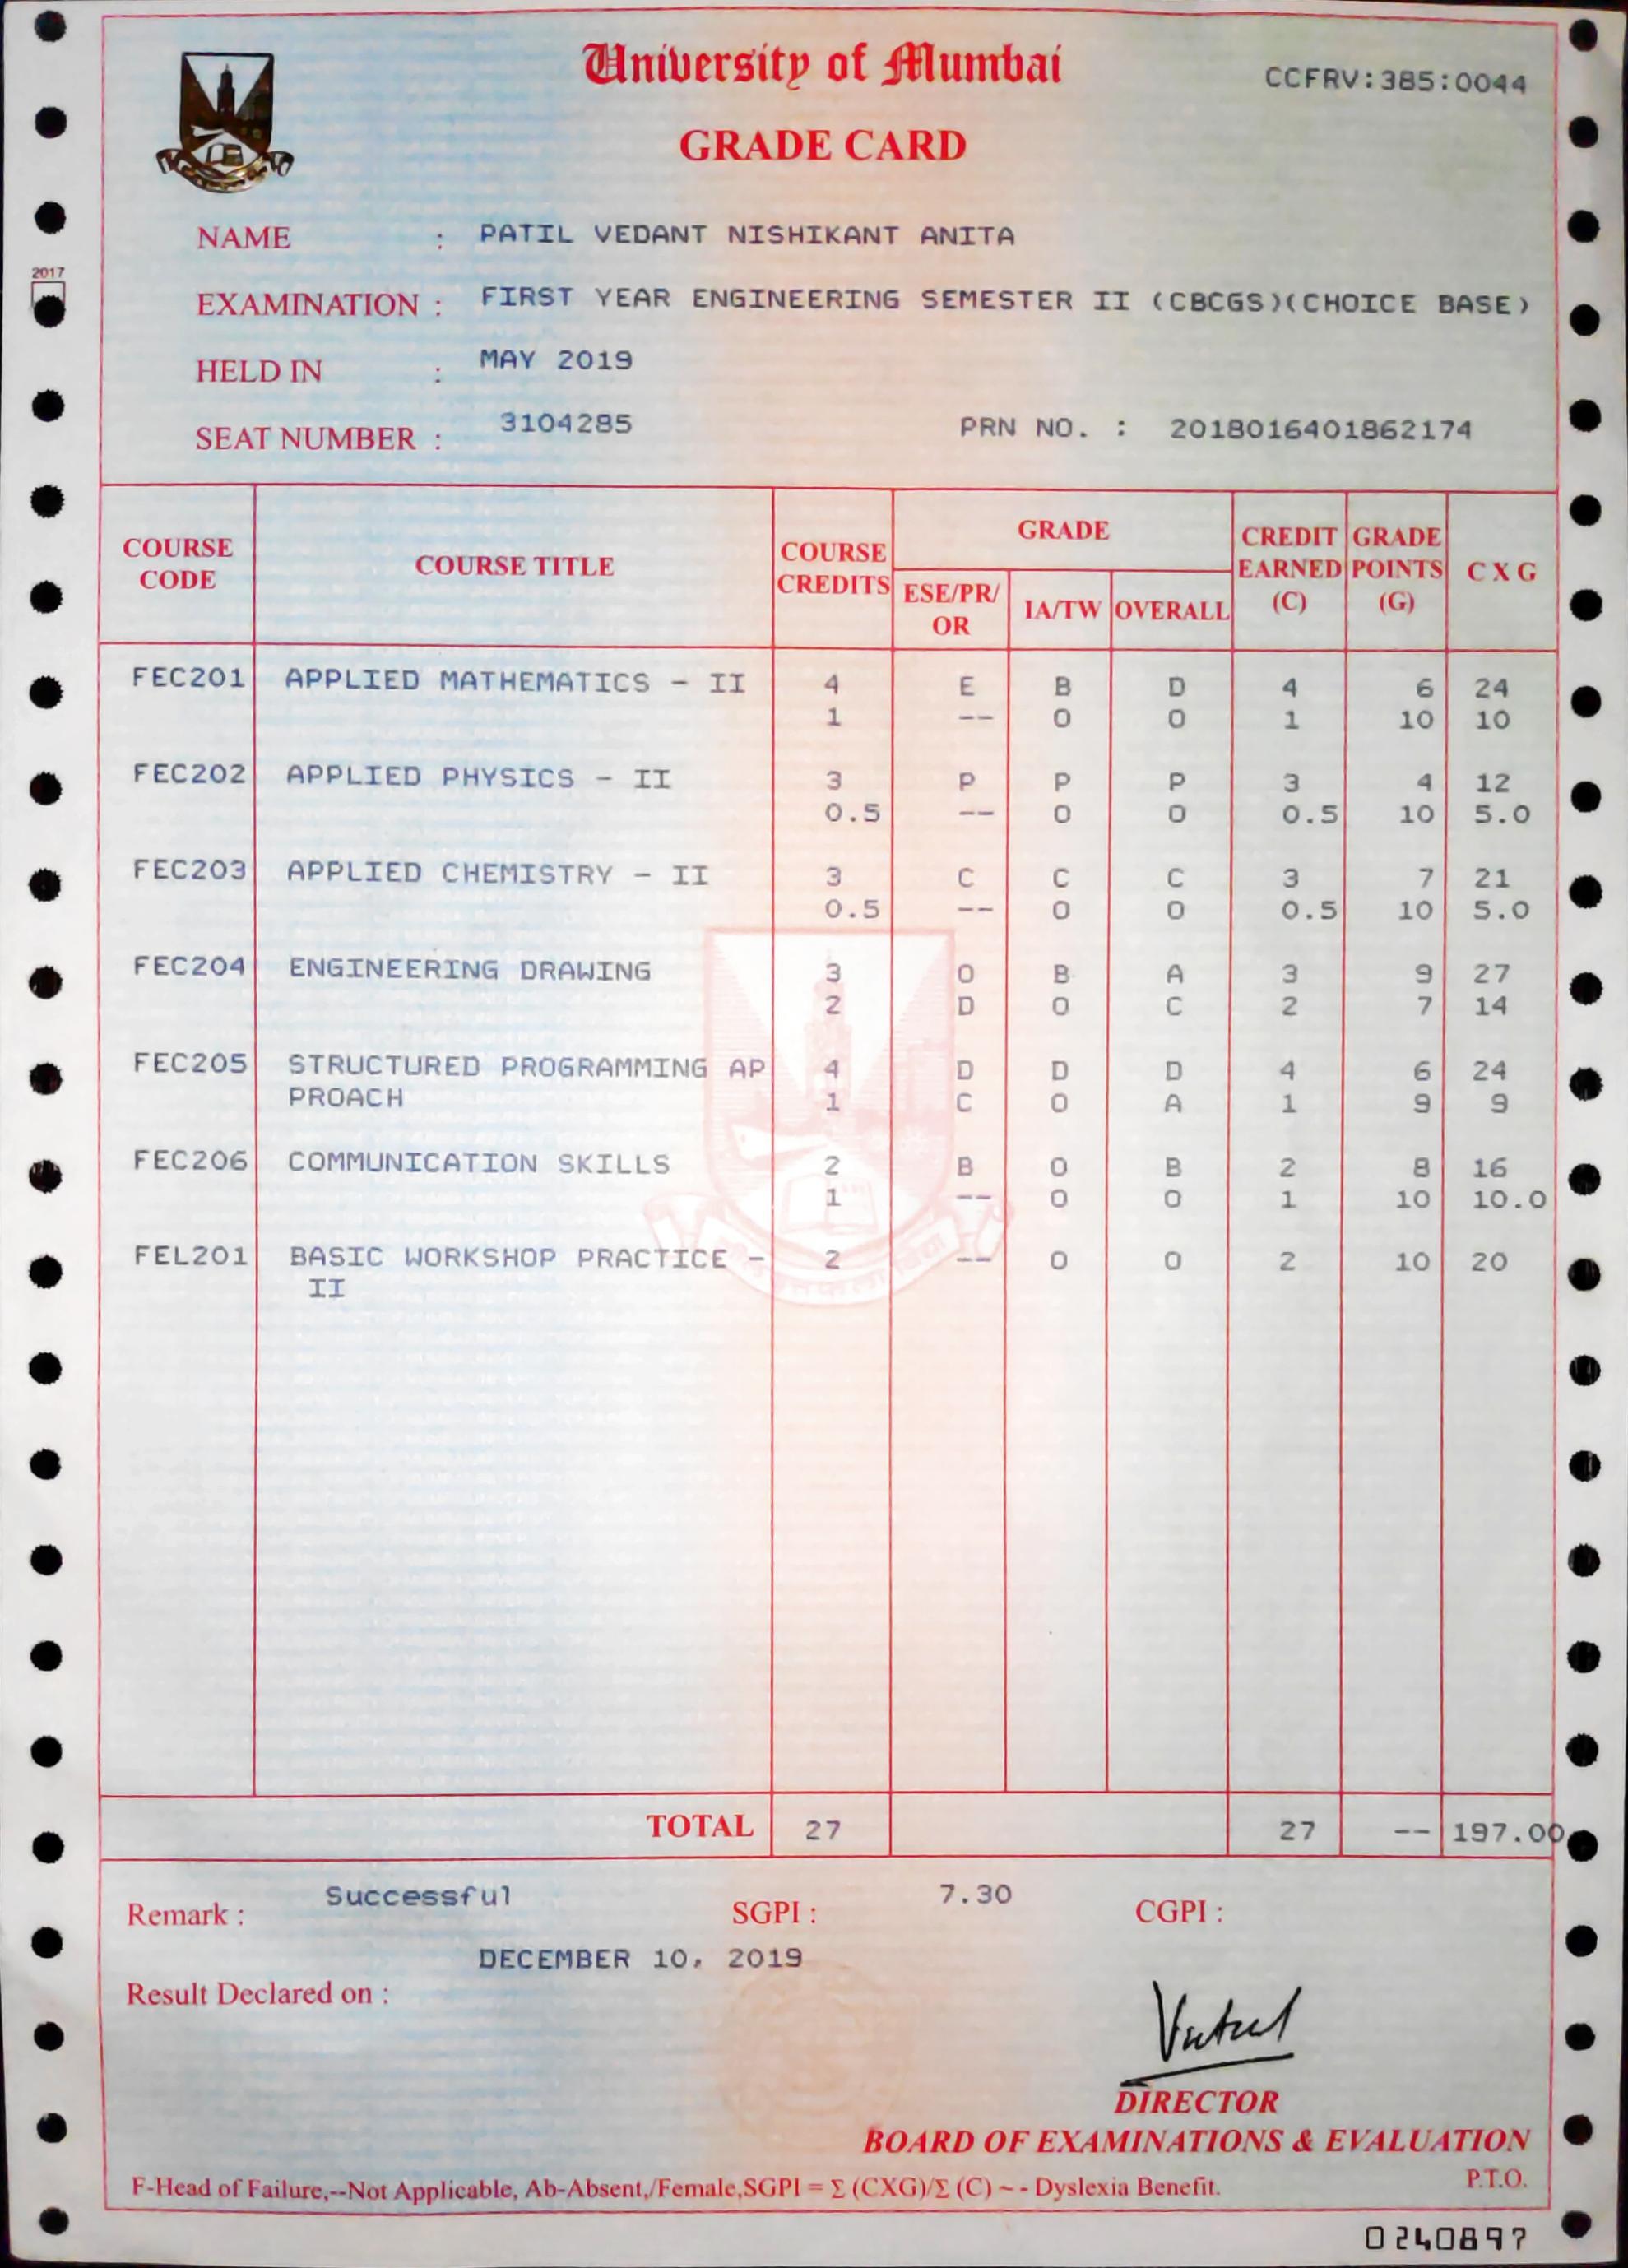 University of Mumbai
CCFRV:385:0044
GRADE CARD
NAME : PATIL VEDANT NISHIKANT ANITA
2017
EXAMINATION : FIRST YEAR ENGINEERING SEMESTER II (CBCGS)(CHOICE BASE)
HELD IN : MAY 2019
SEAT NUMBER : 3104285 PRN NO. : 2018016401862174
COURSE CODE COURSE TITLE COURSE CREDITS GRADE ESE/PR/OR IA/TW OVERALL CREDIT EARNED (C) GRADE POINTS (G) C X G
FEC201 APPLIED MATHEMATICS - II 4 E B D 4 6 24
1 -- O O 1 10 10
FEC202 APPLIED PHYSICS - II 3 P P P 3 4 12
0.5 -- O O 0.5 10 5.0
FEC203 APPLIED CHEMISTRY - II 3 C C C 3 7 21
0.5 -- O O 0.5 10 5.0
FEC204 ENGINEERING DRAWING 3 O B A 3 9 27
2 D O C 2 7 14
FEC205 STRUCTURED PROGRAMMING AP 4 D D D 4 6 24
PROACH 1 C O A 1 9 9
FEC206 COMMUNICATION SKILLS 2 B O B 2 8 16
1 -- O O 1 10 10.0
FEL201 BASIC WORKSHOP PRACTICE - 2 -- O O 2 10 20
II
TOTAL 27 27 -- 197.00
Remark : Successful SGPI : 7.30 CGPI :
DECEMBER 10, 2019
Result Declared on :
DIRECTOR
BOARD OF EXAMINATIONS & EVALUATION
F-Head of Failure,--Not Applicable, Ab-Absent,/Female,SGPI = Σ (CXG)/Σ (C) ~ - Dyslexia Benefit. P.T.O.
0240897